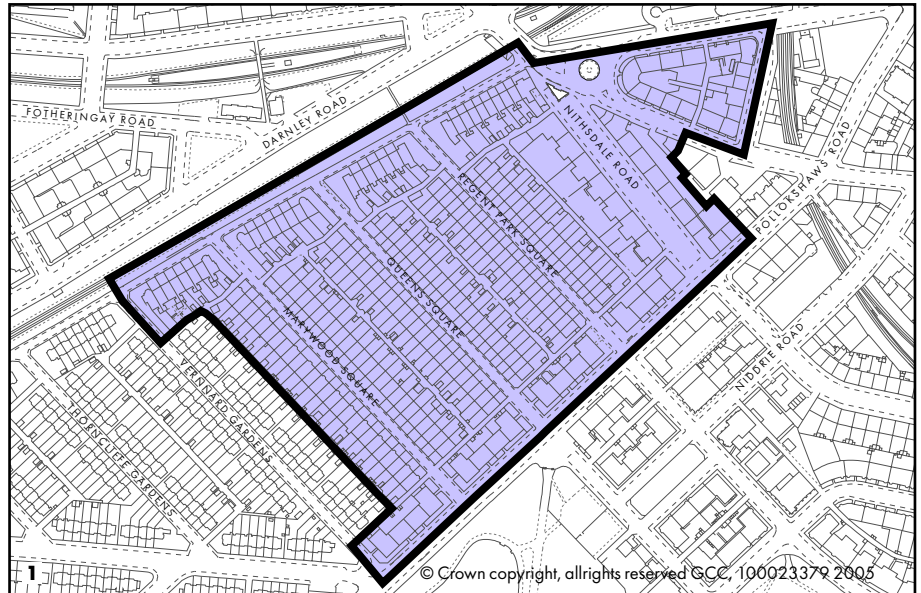 FOTHERINGAY ROAD
DARNLEY ROAD
NITHSDALE ROAD
POLLOKSHAWS ROAD
REGENT PARK SQUARE
QUEENS SQUARE
MARYWOOD SQUARE
NIDDRIE ROAD
VENNARD GARDENS
THORNCLIFFE GARDENS
1
© Crown copyright, allrights reserved GCC, 100023379 2005